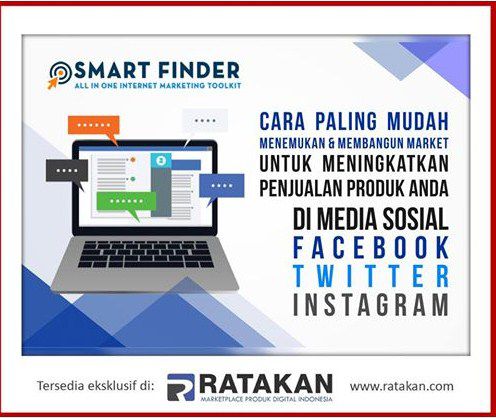 SMART FINDER
ALL IN ONE INTERNET MARKETING TOOLKIT
CARA PALING MUDAH
MENEMUKAN & MEMBANGUN MARKET
UNTUK MENINGKATKAN
PENJUALAN PRODUK ANDA
DI MEDIA SOSIAL
FACEBOOK
TWITTER
INSTAGRAM
Tersedia eksklusif di:
RATAKAN
MARKETPLACE PRODUK DIGITAL INDONESIA
www.ratakan.com